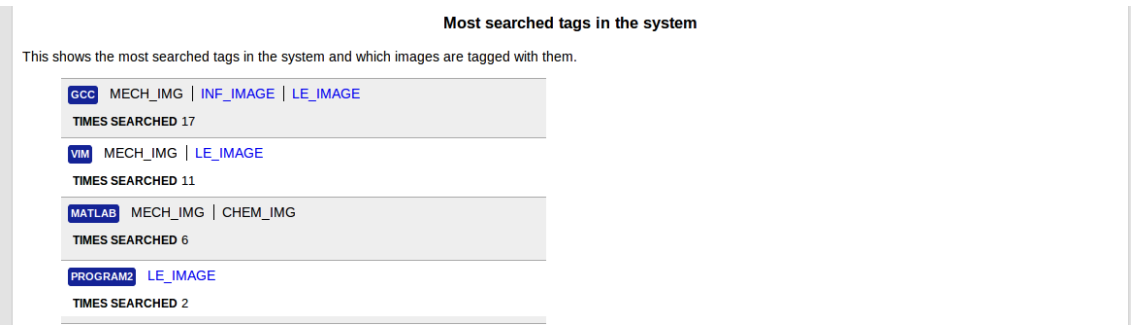 Most searched tags in the system
This shows the most searched tags in the system and which images are tagged with them.
GCC MECH_IMG | INF_IMAGE | LE_IMAGE
TIMES SEARCHED 17
VIM MECH_IMG | LE_IMAGE
TIMES SEARCHED 11
MATLAB MECH_IMG | CHEM_IMG
TIMES SEARCHED 6
PROGRAM2 LE_IMAGE
TIMES SEARCHED 2